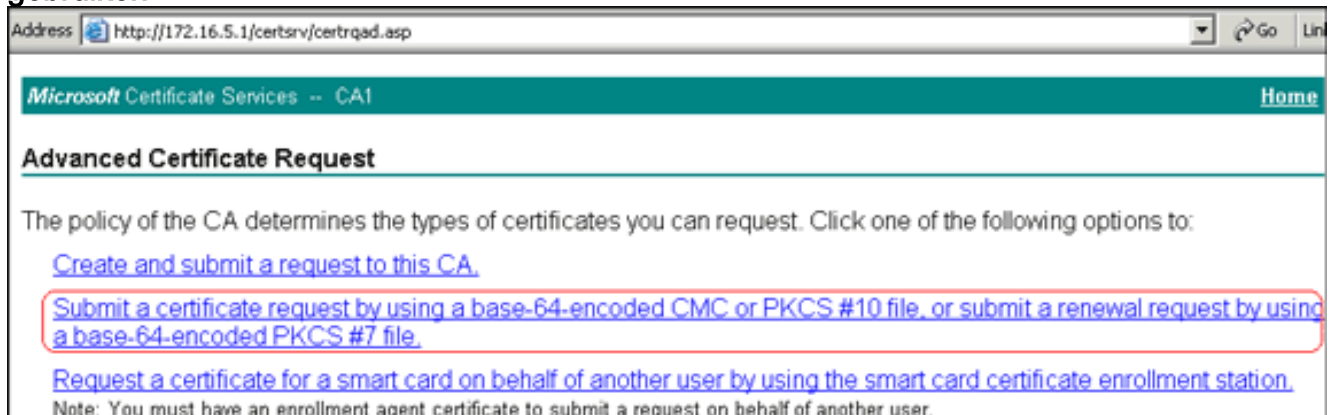 Address http://172.16.5.1/certsrv/certrqad.asp Go
Microsoft Certificate Services -- CA1 Home
Advanced Certificate Request
The policy of the CA determines the types of certificates you can request. Click one of the following options to:
Create and submit a request to this CA.
Submit a certificate request by using a base-64-encoded CMC or PKCS #10 file, or submit a renewal request by using
a base-64-encoded PKCS #7 file.
Request a certificate for a smart card on behalf of another user by using the smart card certificate enrollment station.
Note: You must have an enrollment agent certificate to submit a request on behalf of another user.